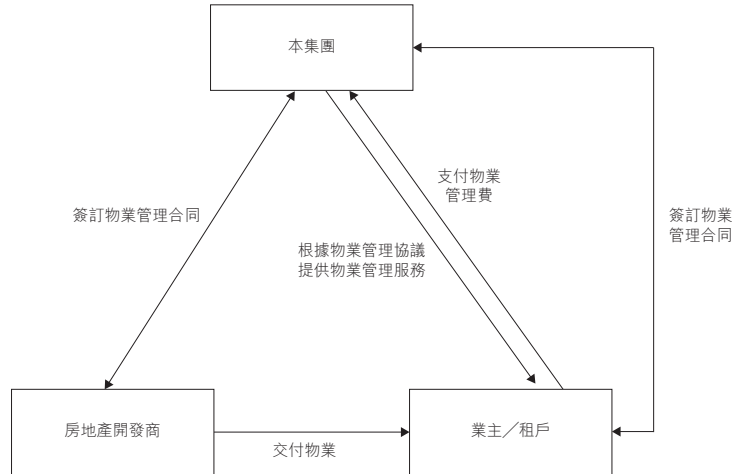 本集團
支付物業
管理費
簽訂物業管理合同
簽訂物業
管理合同
根據物業管理協議
提供物業管理服務
房地產開發商
業主／租戶
交付物業